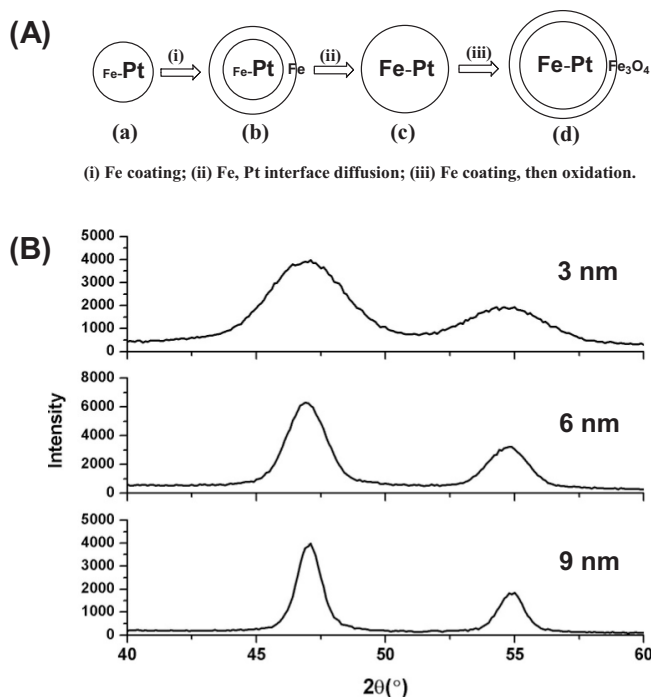 (A)
(i) (ii) (iii)
Fe-Pt Fe-Pt Fe Fe-Pt Fe-Pt Fe₃O₄
(a) (b) (c) (d)
(i) Fe coating; (ii) Fe, Pt interface diffusion; (iii) Fe coating, then oxidation.
(B)
5000
4000
3000
2000
1000
0
3 nm
8000
6000
4000
2000
0
6 nm
Intensity
5000
4000
3000
2000
1000
0
9 nm
40 45 50 55 60
2θ(°)